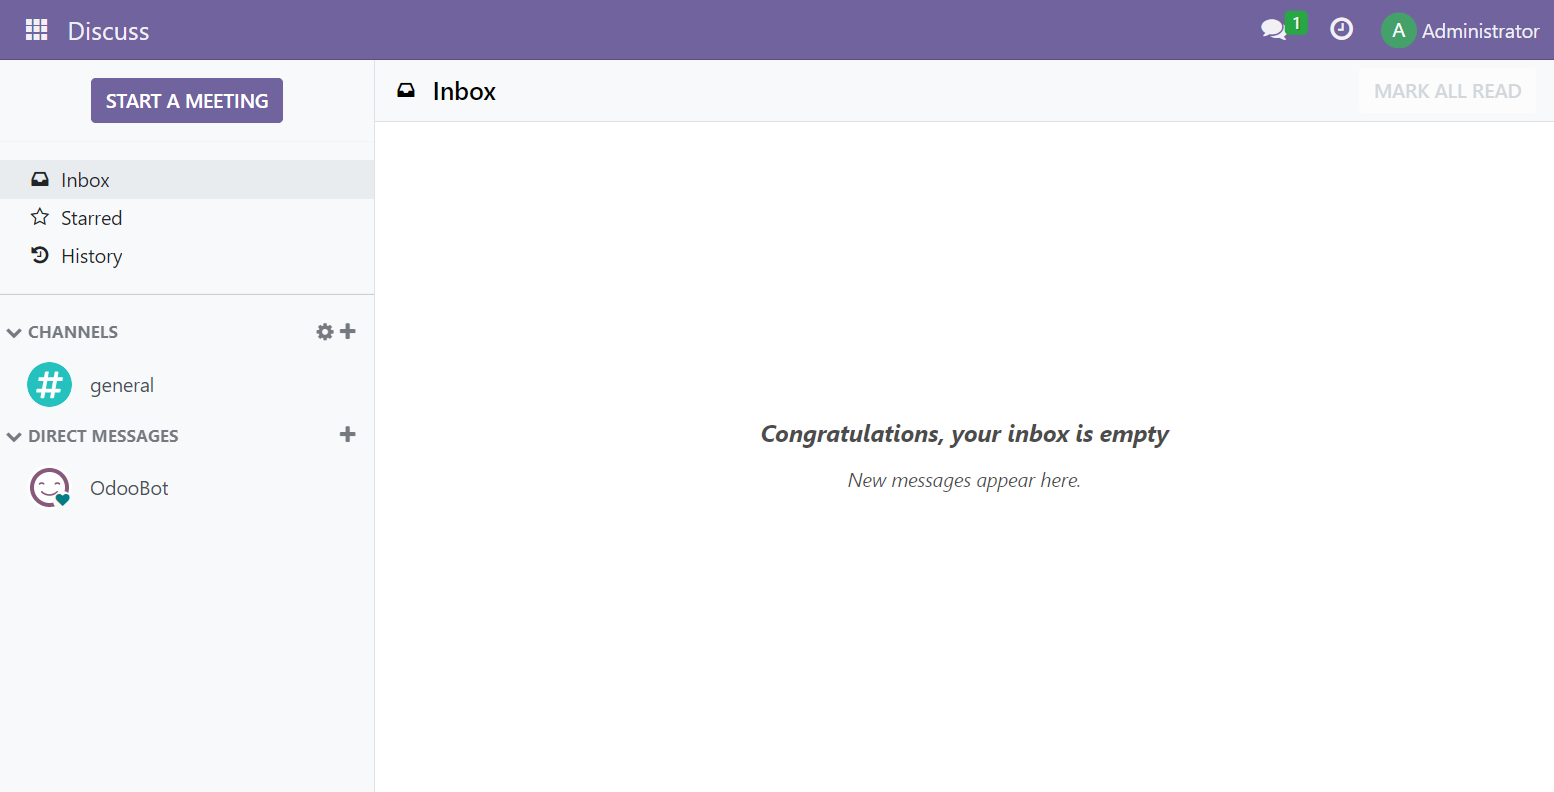 Discuss
1
A Administrator
START A MEETING
Inbox
Starred
History
CHANNELS
general
DIRECT MESSAGES
OdooBot
Inbox
MARK ALL READ
Congratulations, your inbox is empty
New messages appear here.